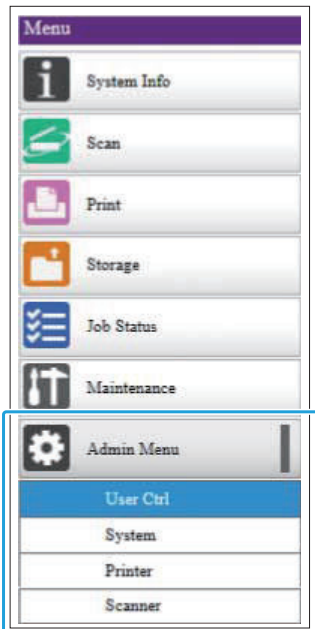 Menu
System Info
Scan
Print
Storage
Job Status
Maintenance
Admin Menu
User Ctrl
System
Printer
Scanner